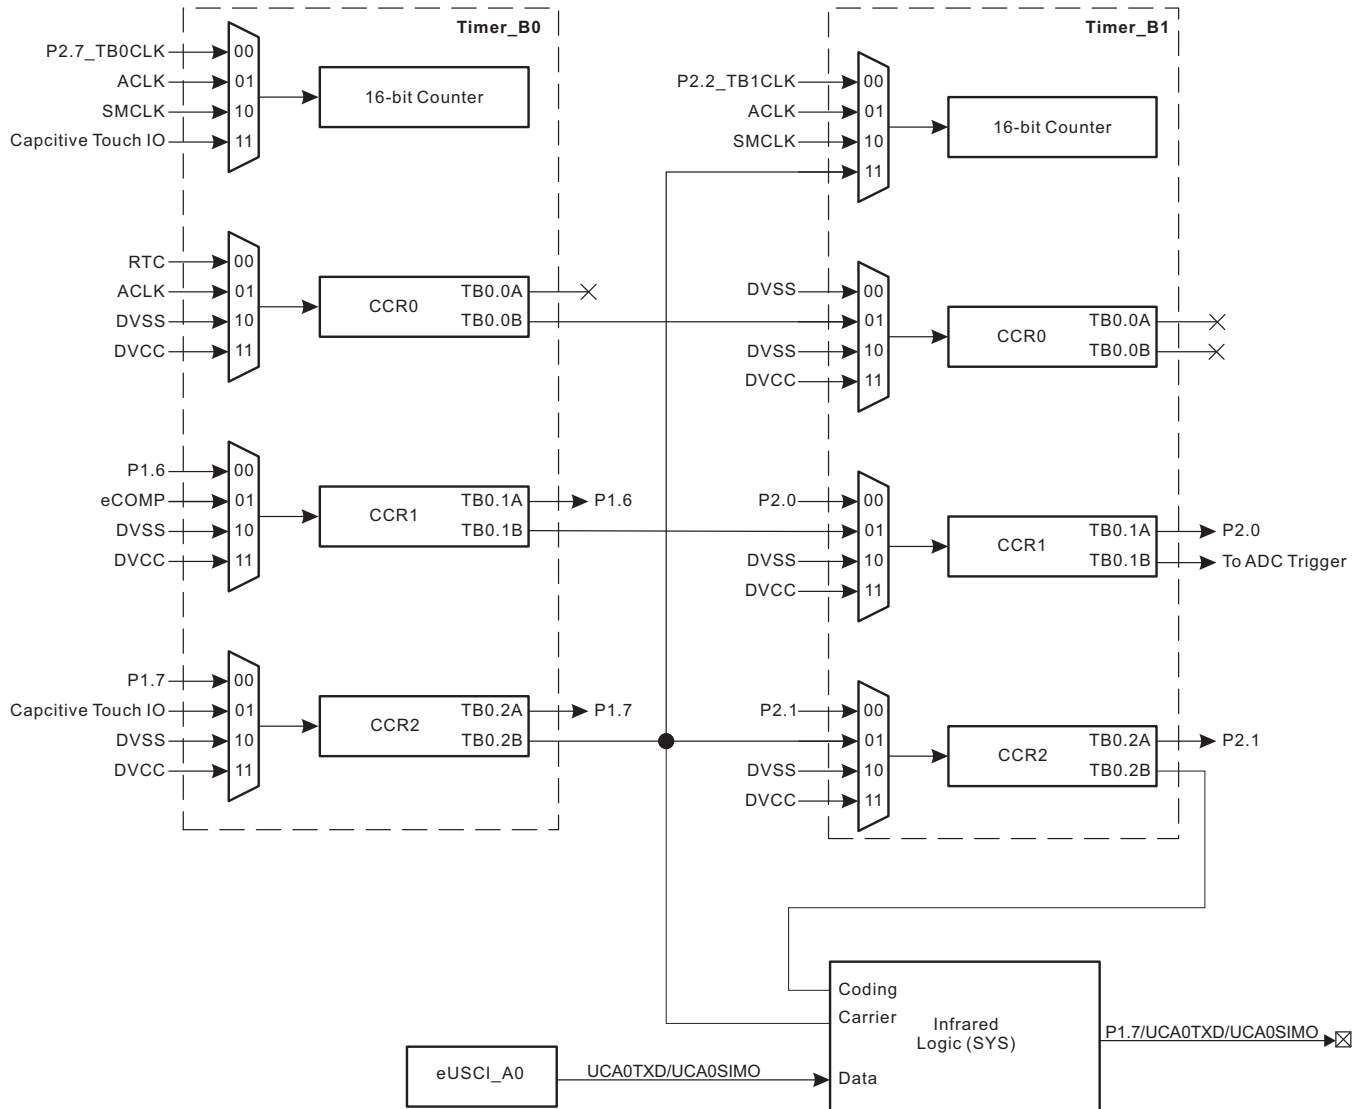 Timer_B0
P2.7_TB0CLK
00
ACLK
01
SMCLK
10
Capcitive Touch IO
11
16-bit Counter
RTC
00
ACLK
01
DVSS
10
DVCC
11
CCR0
TB0.0A
TB0.0B
P1.6
00
eCOMP
01
DVSS
10
DVCC
11
CCR1
TB0.1A
P1.6
TB0.1B
P1.7
00
Capcitive Touch IO
01
DVSS
10
DVCC
11
CCR2
TB0.2A
P1.7
TB0.2B
Timer_B1
P2.2_TB1CLK
00
ACLK
01
SMCLK
10
11
16-bit Counter
DVSS
00
01
DVSS
10
DVCC
11
CCR0
TB0.0A
TB0.0B
P2.0
00
01
DVSS
10
DVCC
11
CCR1
TB0.1A
P2.0
TB0.1B
To ADC Trigger
P2.1
00
01
DVSS
10
DVCC
11
CCR2
TB0.2A
P2.1
TB0.2B
Coding
Carrier
Data
Infrared
Logic (SYS)
P1.7/UCA0TXD/UCA0SIMO
eUSCI_A0
UCA0TXD/UCA0SIMO